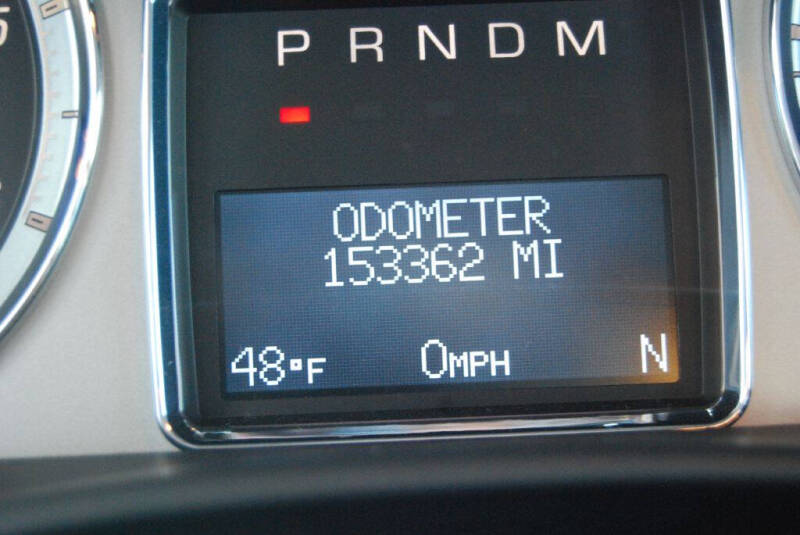 P R N D M
ODOMETER
153362 MI
48°F 0MPH N